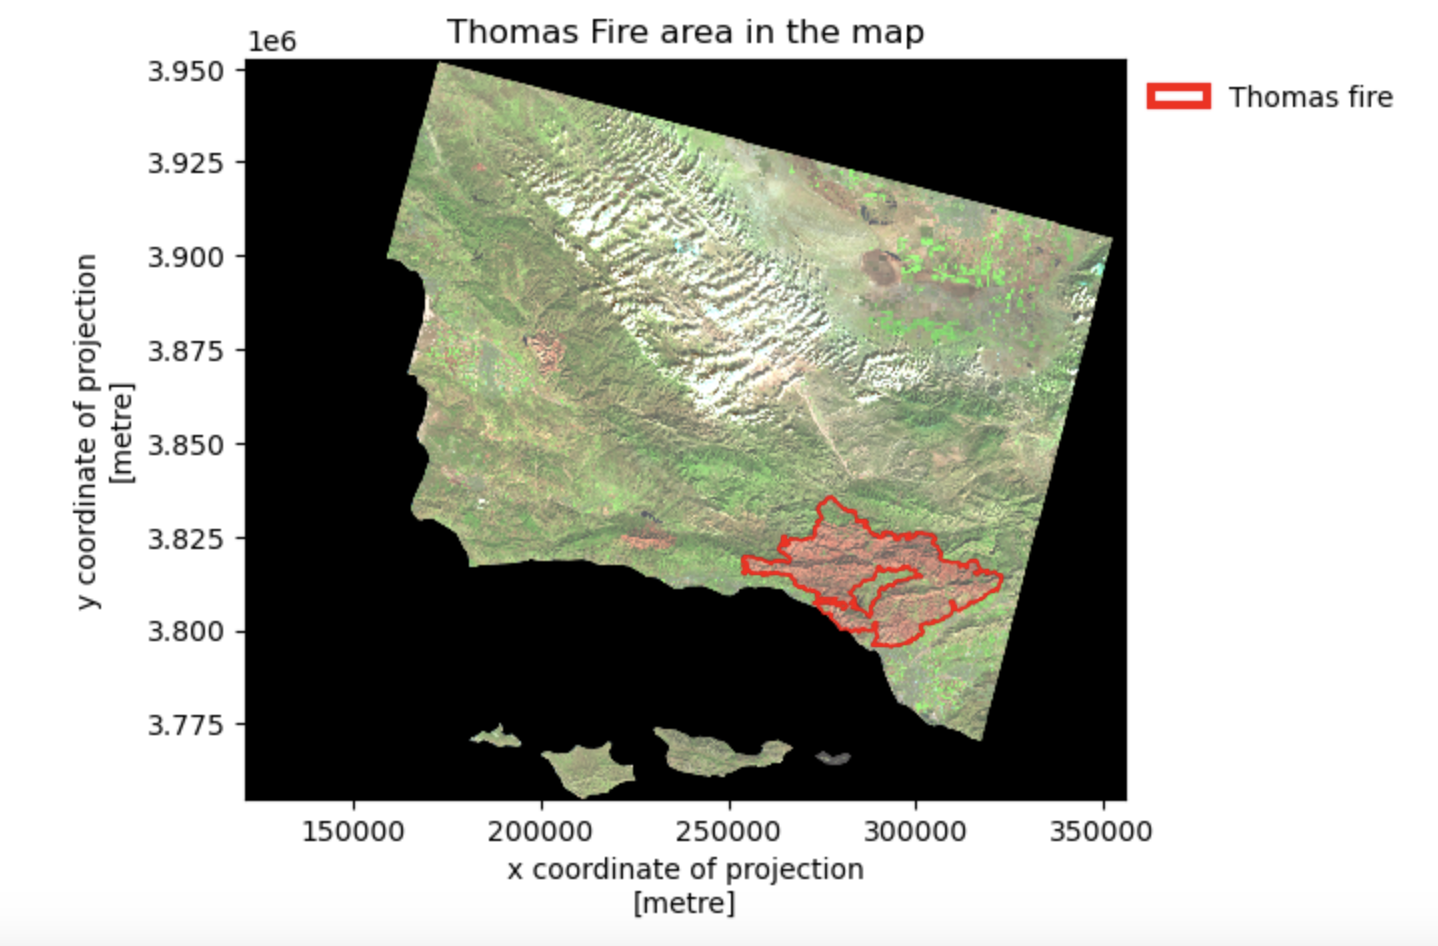 Thomas Fire area in the map
1e6
Thomas fire
3.950
3.925
3.900
3.875
3.850
3.825
3.800
3.775
y coordinate of projection
[metre]
150000 200000 250000 300000 350000
x coordinate of projection
[metre]